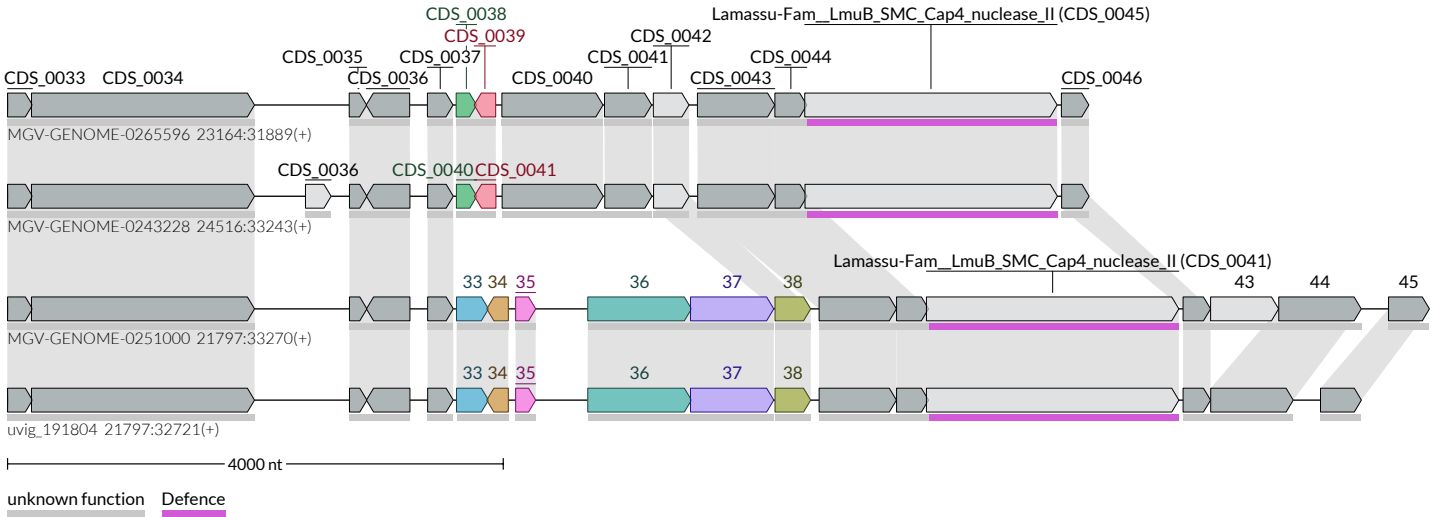 CDS_0038
Lamassu-Fam__LmuB_SMC_Cap4_nuclease_II (CDS_0045)
CDS_0039
CDS_0042
CDS_0035
CDS_0037
CDS_0041
CDS_0044
CDS_0033
CDS_0034
CDS_0036
CDS_0040
CDS_0043
CDS_0046
MGV-GENOME-0265596 23164:31889(+)
CDS_0036
CDS_0040
CDS_0041
MGV-GENOME-0243228 24516:33243(+)
Lamassu-Fam__LmuB_SMC_Cap4_nuclease_II (CDS_0041)
33 34 35 36 37 38 43 44 45
MGV-GENOME-0251000 21797:33270(+)
33 34 35 36 37 38
uvig_191804 21797:32721(+)
4000 nt
unknown function
Defence